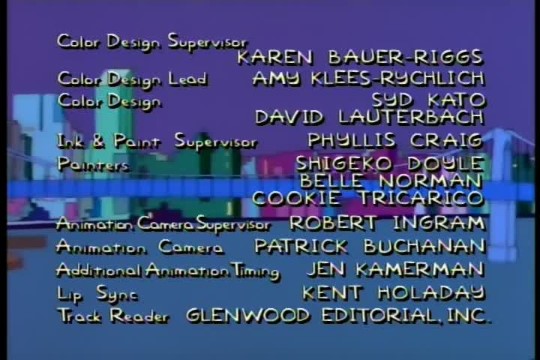 Color Design Supervisor
KAREN BAUER-RIGGS
Color Design Lead AMY KLEES-RYCHLICH
Color Design SYD KATO
DAVID LAUTERBACH
Ink & Paint Supervisor PHYLLIS CRAIG
Painters SHIGEKO DOYLE
BELLE NORMAN
COOKIE TRICARICO
Animation Camera Supervisor ROBERT INGRAM
Animation Camera PATRICK BUCHANAN
Additional Animation Timing JEN KAMERMAN
Lip Sync KENT HOLADAY
Track Reader GLENWOOD EDITORIAL, INC.